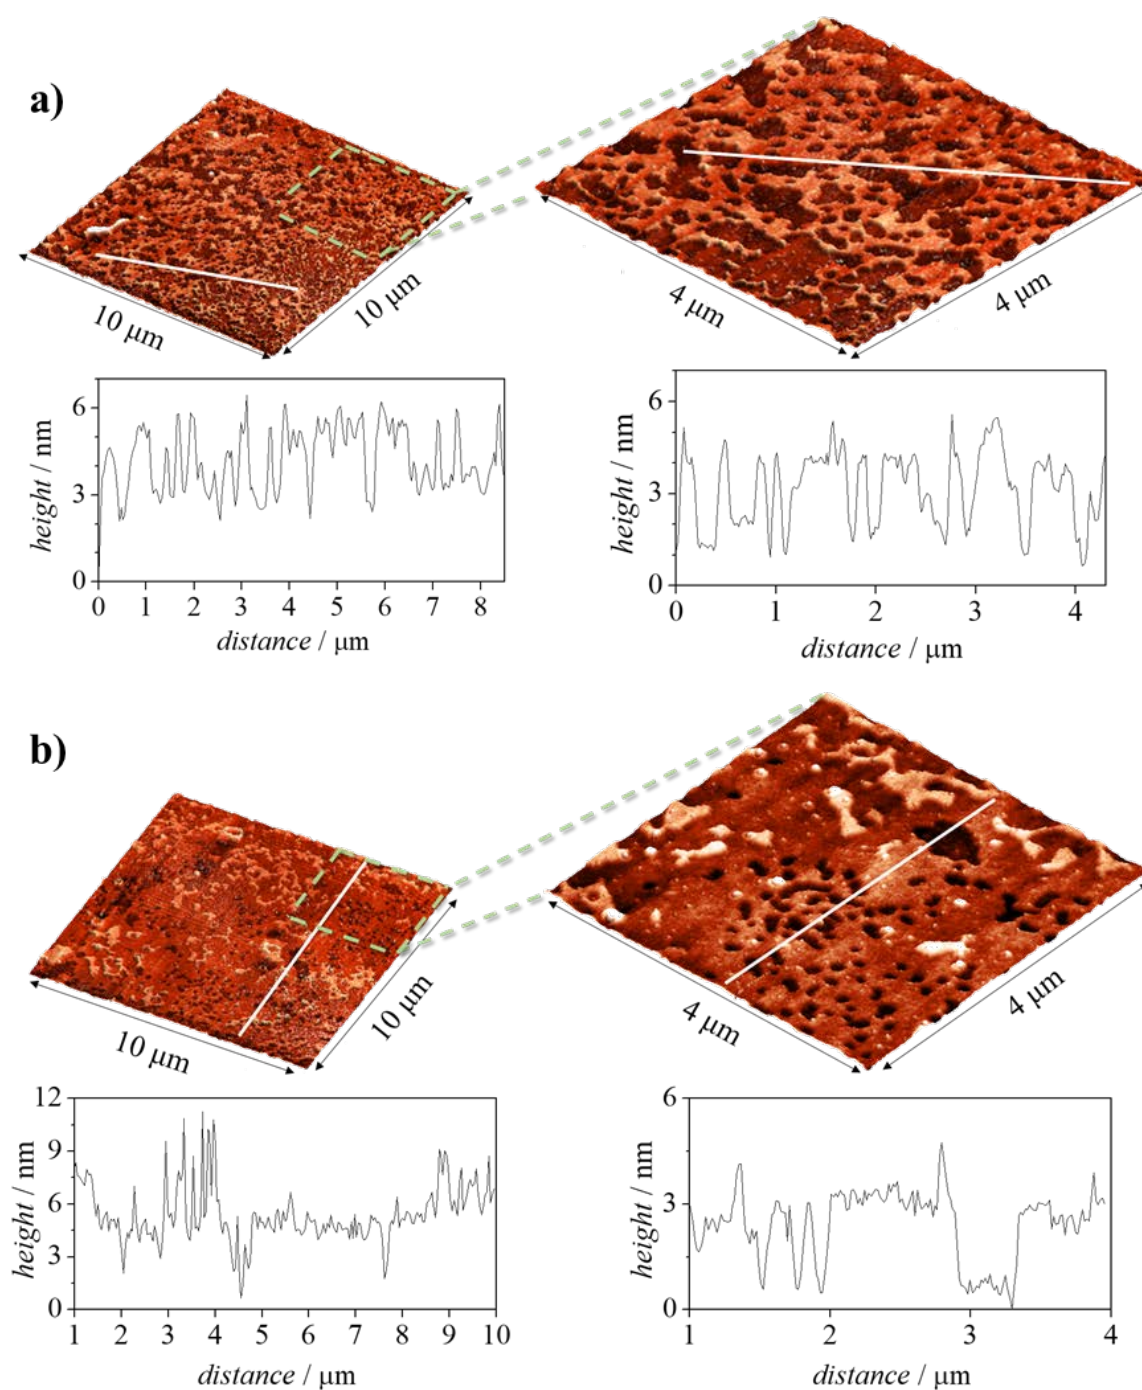 a)
10 μm
10 μm
4 μm
4 μm
height / nm
6
3
0
0 1 2 3 4 5 6 7 8
distance / μm
height / nm
6
3
0
0 1 2 3 4
distance / μm
b)
10 μm
10 μm
4 μm
4 μm
height / nm
12
9
6
3
0
1 2 3 4 5 6 7 8 9 10
distance / μm
height / nm
6
3
0
1 2 3 4
distance / μm